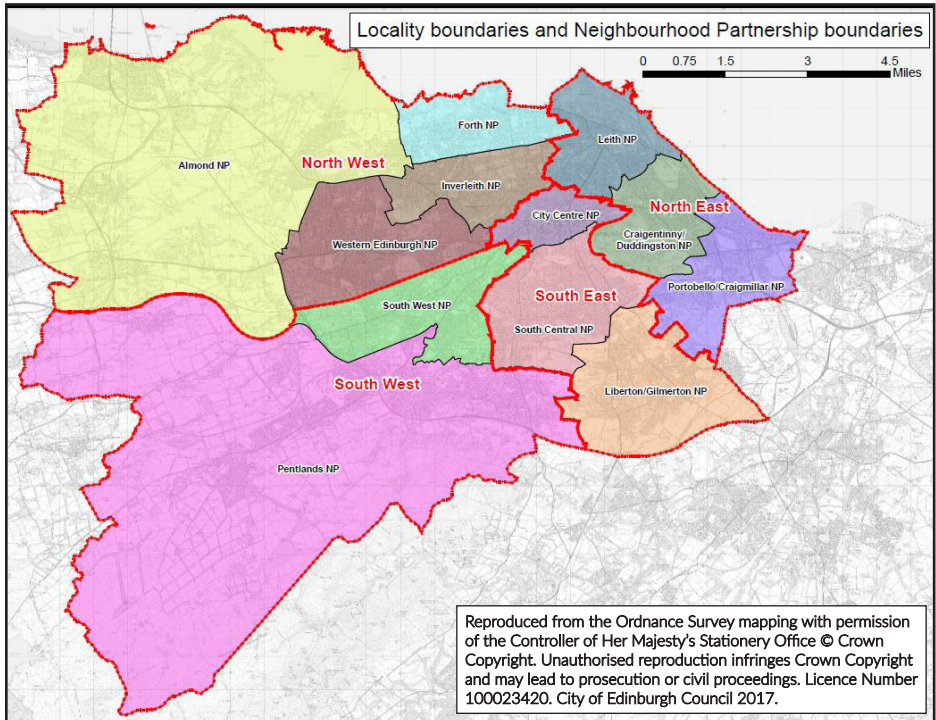 Locality boundaries and Neighbourhood Partnership boundaries
0 0.75 1.5 3 4.5
Miles
Forth NP
Leith NP
Almond NP
North West
Inverleith NP
City Centre NP
North East
Craigentinny/
Duddingston NP
Western Edinburgh NP
Portobello/Craigmillar NP
South East
South West NP
South Central NP
South West
Liberton/Gilmerton NP
Pentlands NP
Reproduced from the Ordnance Survey mapping with permission
of the Controller of Her Majesty's Stationery Office © Crown
Copyright. Unauthorised reproduction infringes Crown Copyright
and may lead to prosecution or civil proceedings. Licence Number
100023420. City of Edinburgh Council 2017.